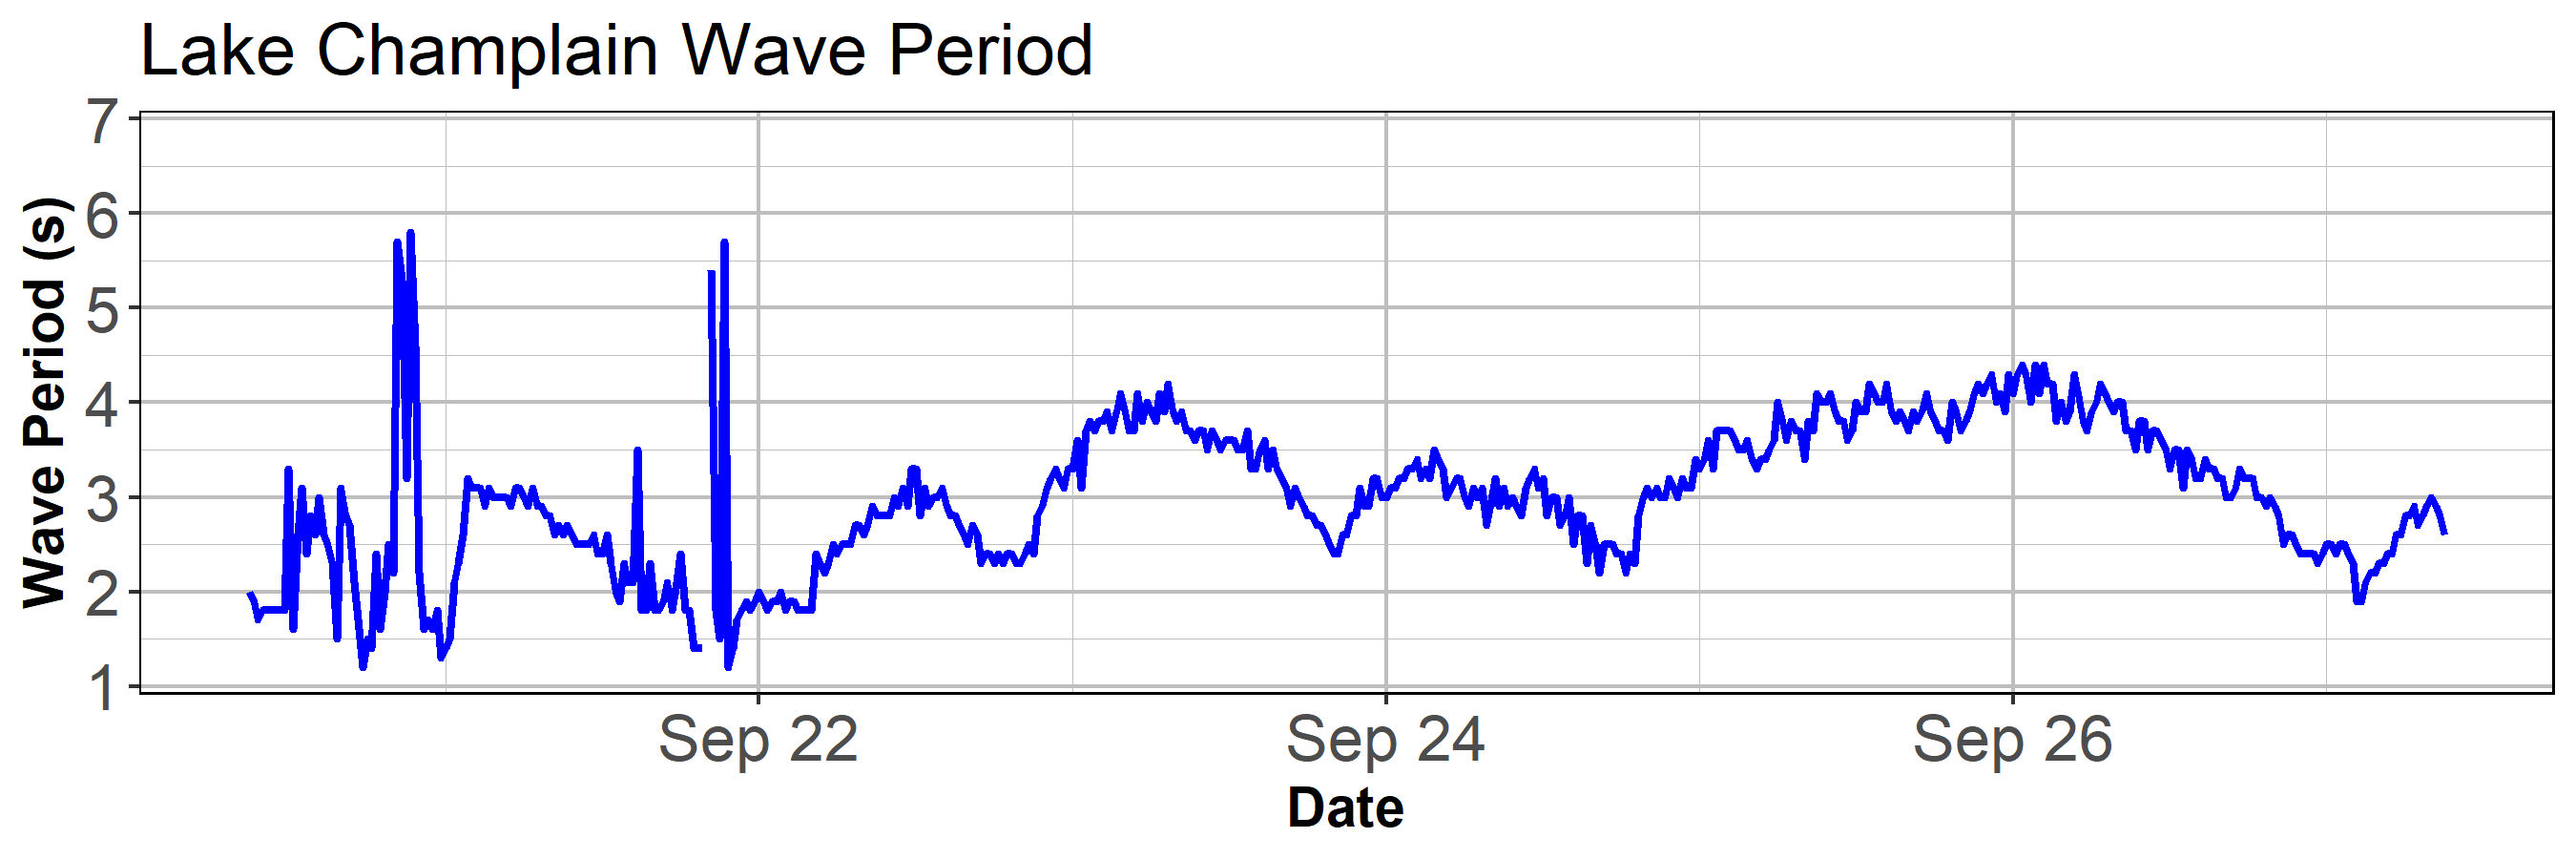 Lake Champlain Wave Period
Wave Period (s)
7
6
5
4
3
2
1
Sep 22
Sep 24
Sep 26
Date